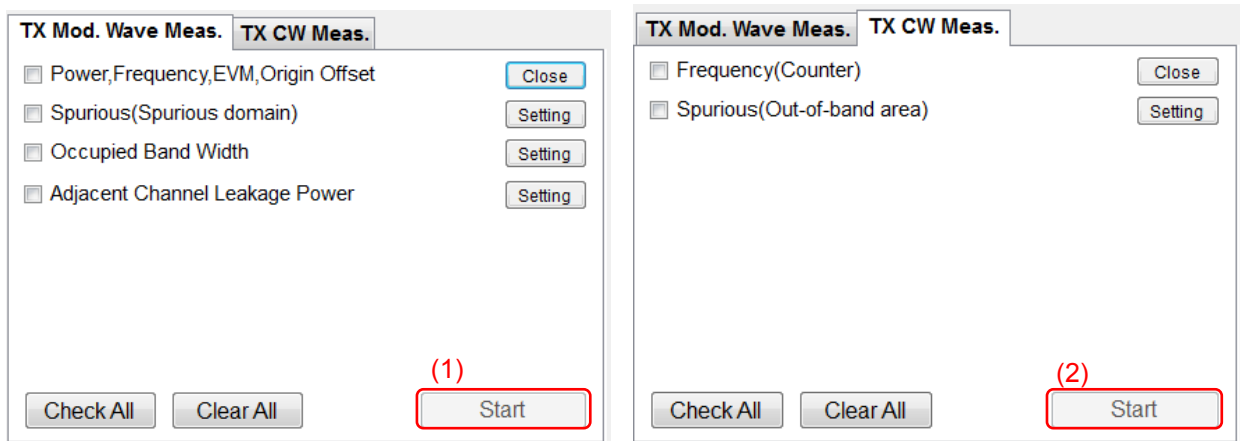 TX Mod. Wave Meas. TX CW Meas.
Power,Frequency,EVM,Origin Offset Close
Spurious(Spurious domain) Setting
Occupied Band Width Setting
Adjacent Channel Leakage Power Setting
(1)
Check All Clear All Start
TX Mod. Wave Meas. TX CW Meas.
Frequency(Counter) Close
Spurious(Out-of-band area) Setting
(2)
Check All Clear All Start